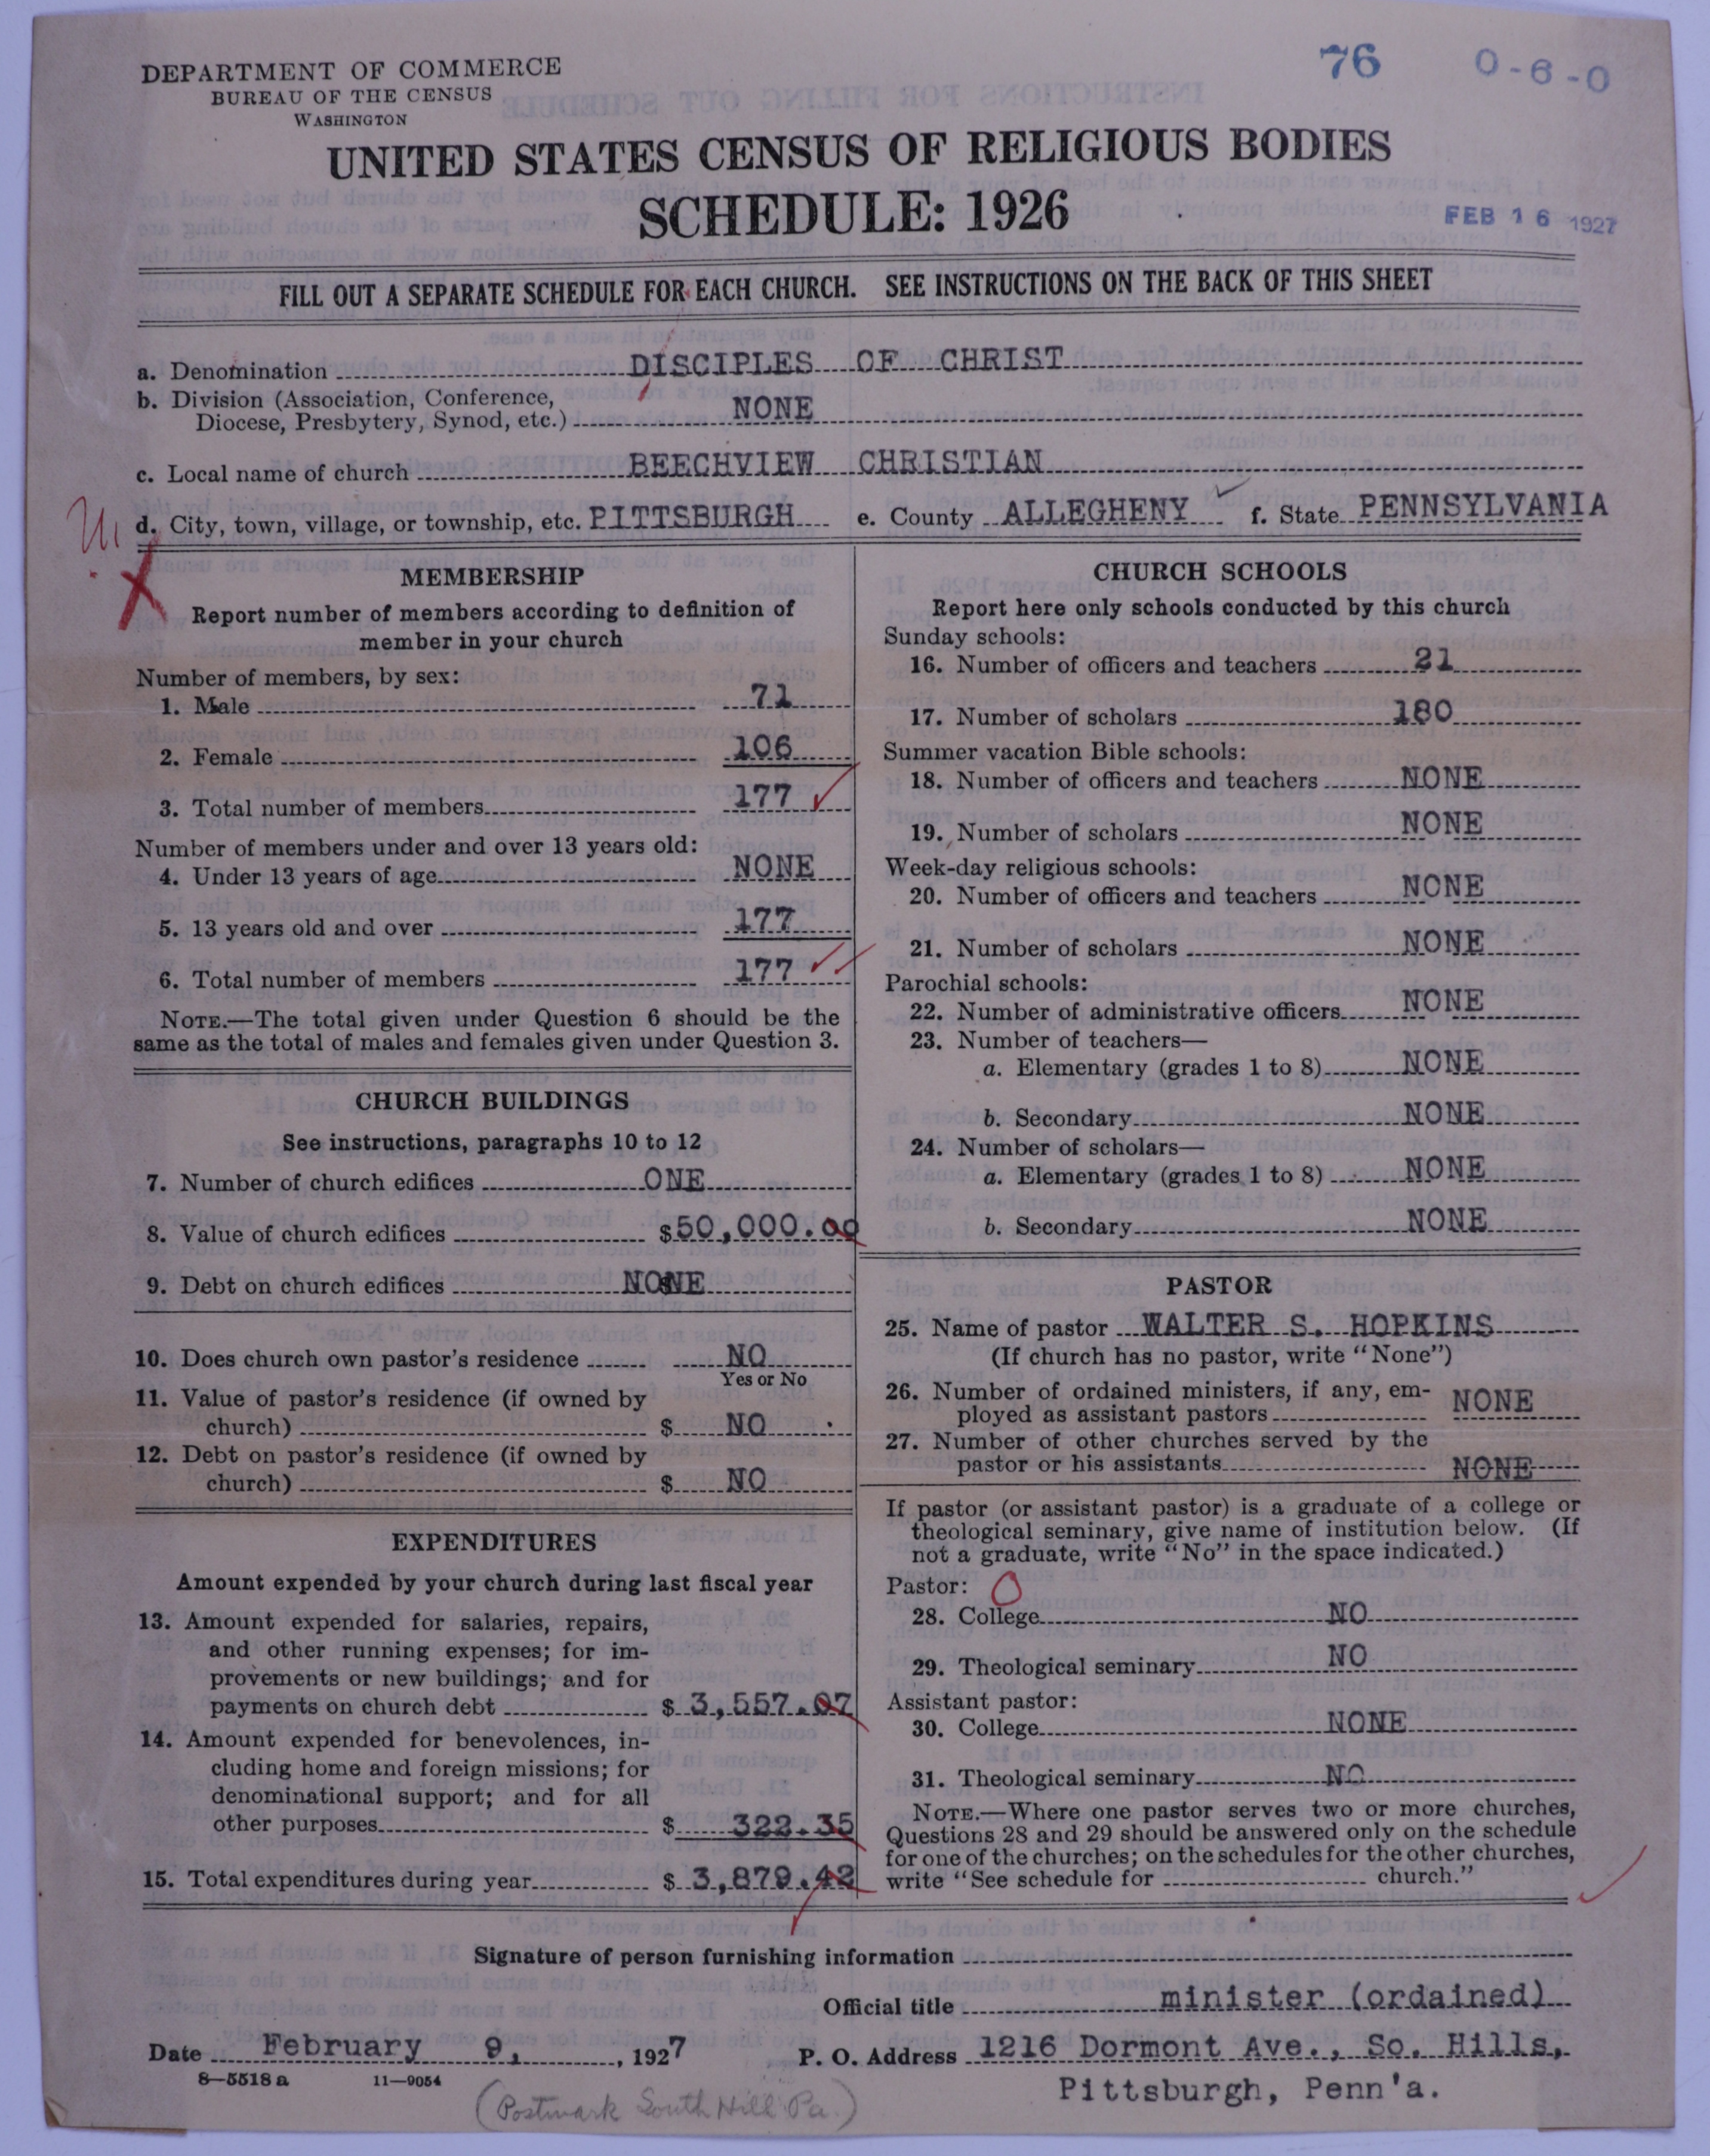 DEPARTMENT OF COMMERCE
BUREAU OF THE CENSUS
WASHINGTON
76
0-6-0
UNITED STATES CENSUS OF RELIGIOUS BODIES
SCHEDULE: 1926
FEB 16 1927
FILL OUT A SEPARATE SCHEDULE FOR EACH CHURCH. SEE INSTRUCTIONS ON THE BACK OF THIS SHEET
a. Denomination DISCIPLES OF CHRIST
b. Division (Association, Conference,
Diocese, Presbytery, Synod, etc.) NONE
c. Local name of church BEECHVIEW CHRISTIAN
d. City, town, village, or township, etc. PITTSBURGH e. County ALLEGHENY f. State PENNSYLVANIA
MEMBERSHIP
Report number of members according to definition of
member in your church
Number of members, by sex:
1. Male 71
2. Female 106
3. Total number of members 177
Number of members under and over 13 years old:
4. Under 13 years of age NONE
5. 13 years old and over 177
6. Total number of members 177
NOTE.—The total given under Question 6 should be the
same as the total of males and females given under Question 3.
CHURCH BUILDINGS
See instructions, paragraphs 10 to 12
7. Number of church edifices ONE
8. Value of church edifices $50,000.00
9. Debt on church edifices NONE
10. Does church own pastor's residence NO
Yes or No
11. Value of pastor's residence (if owned by
church) $ NO
12. Debt on pastor's residence (if owned by
church) $ NO
EXPENDITURES
Amount expended by your church during last fiscal year
13. Amount expended for salaries, repairs,
and other running expenses; for im-
provements or new buildings; and for
payments on church debt $ 3,557.07
14. Amount expended for benevolences, in-
cluding home and foreign missions; for
denominational support; and for all
other purposes $ 322.35
15. Total expenditures during year $ 3,879.42
CHURCH SCHOOLS
Report here only schools conducted by this church
Sunday schools:
16. Number of officers and teachers 21
17. Number of scholars 180
Summer vacation Bible schools:
18. Number of officers and teachers NONE
19. Number of scholars NONE
Week-day religious schools:
20. Number of officers and teachers NONE
21. Number of scholars NONE
Parochial schools:
22. Number of administrative officers NONE
23. Number of teachers—
a. Elementary (grades 1 to 8) NONE
b. Secondary NONE
24. Number of scholars—
a. Elementary (grades 1 to 8) NONE
b. Secondary NONE
PASTOR
25. Name of pastor WALTER S. HOPKINS
(If church has no pastor, write "None")
26. Number of ordained ministers, if any, em-
ployed as assistant pastors NONE
27. Number of other churches served by the
pastor or his assistants NONE
If pastor (or assistant pastor) is a graduate of a college or
theological seminary, give name of institution below. (If
not a graduate, write "No" in the space indicated.)
Pastor: O
28. College NO
29. Theological seminary NO
Assistant pastor:
30. College NONE
31. Theological seminary NO
NOTE.—Where one pastor serves two or more churches,
Questions 28 and 29 should be answered only on the schedule
for one of the churches; on the schedules for the other churches,
write "See schedule for church."
Signature of person furnishing information
Official title minister (ordained)
Date February 9, , 1927 P. O. Address 1216 Dormont Ave., So. Hills,
8—5518 a 11—9054 Pittsburgh, Penn'a.
(Postmark South Hill Pa.)